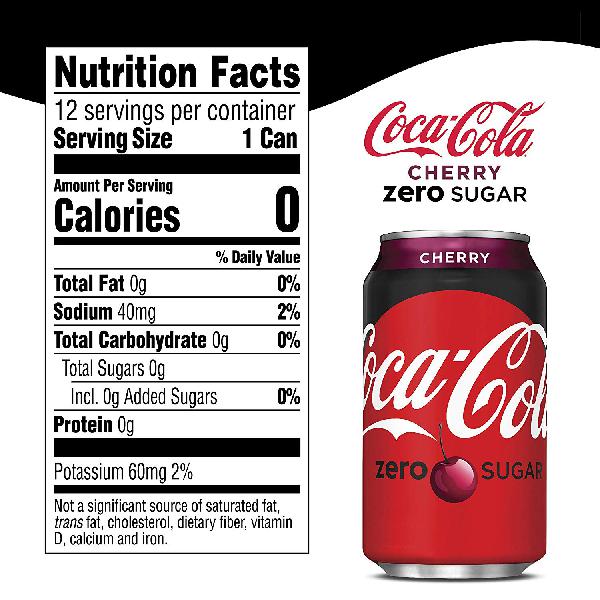 Nutrition Facts
12 servings per container
Serving Size 1 Can
Amount Per Serving
Calories 0
% Daily Value
Total Fat 0g 0%
Sodium 40mg 2%
Total Carbohydrate 0g 0%
Total Sugars 0g
Incl. 0g Added Sugars 0%
Protein 0g
Potassium 60mg 2%
Not a significant source of saturated fat,
trans fat, cholesterol, dietary fiber, vitamin
D, calcium and iron.
Coca-Cola
CHERRY
zero SUGAR
CHERRY
Coca-Cola
zero SUGAR